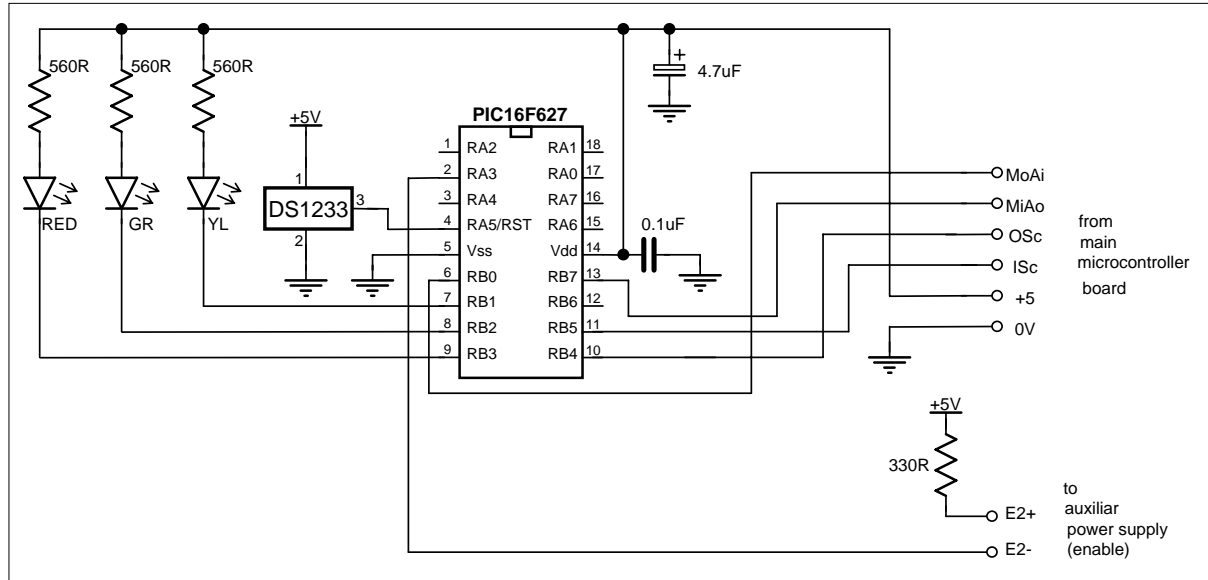 560R
560R
560R
+
4.7uF
+5V
PIC16F627
1
DS1233
3
2
RED
GR
YL
1 RA2
2 RA3
3 RA4
4 RA5/RST
5 Vss
6 RB0
7 RB1
8 RB2
9 RB3
RA1 18
RA0 17
RA7 16
RA6 15
Vdd 14
RB7 13
RB6 12
RB5 11
RB4 10
0.1uF
MoAi
MiAo
OSc
ISc
+5
0V
from
main
microcontroller
board
+5V
330R
E2+
E2-
to
auxiliar
power supply
(enable)